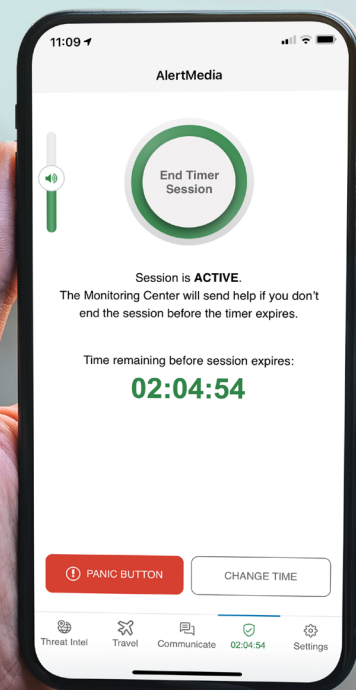 11:09
AlertMedia
End Timer
Session
Session is ACTIVE.
The Monitoring Center will send help if you don't
end the session before the timer expires.
Time remaining before session expires:
02:04:54
PANIC BUTTON
CHANGE TIME
Threat Intel
Travel
Communicate
02:04:54
Settings